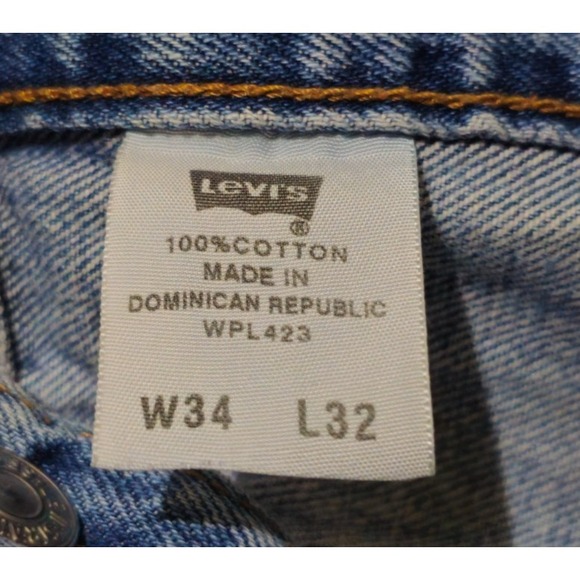 Levi's
®
100% COTTON
MADE IN
DOMINICAN REPUBLIC
WPL423
W34 L32